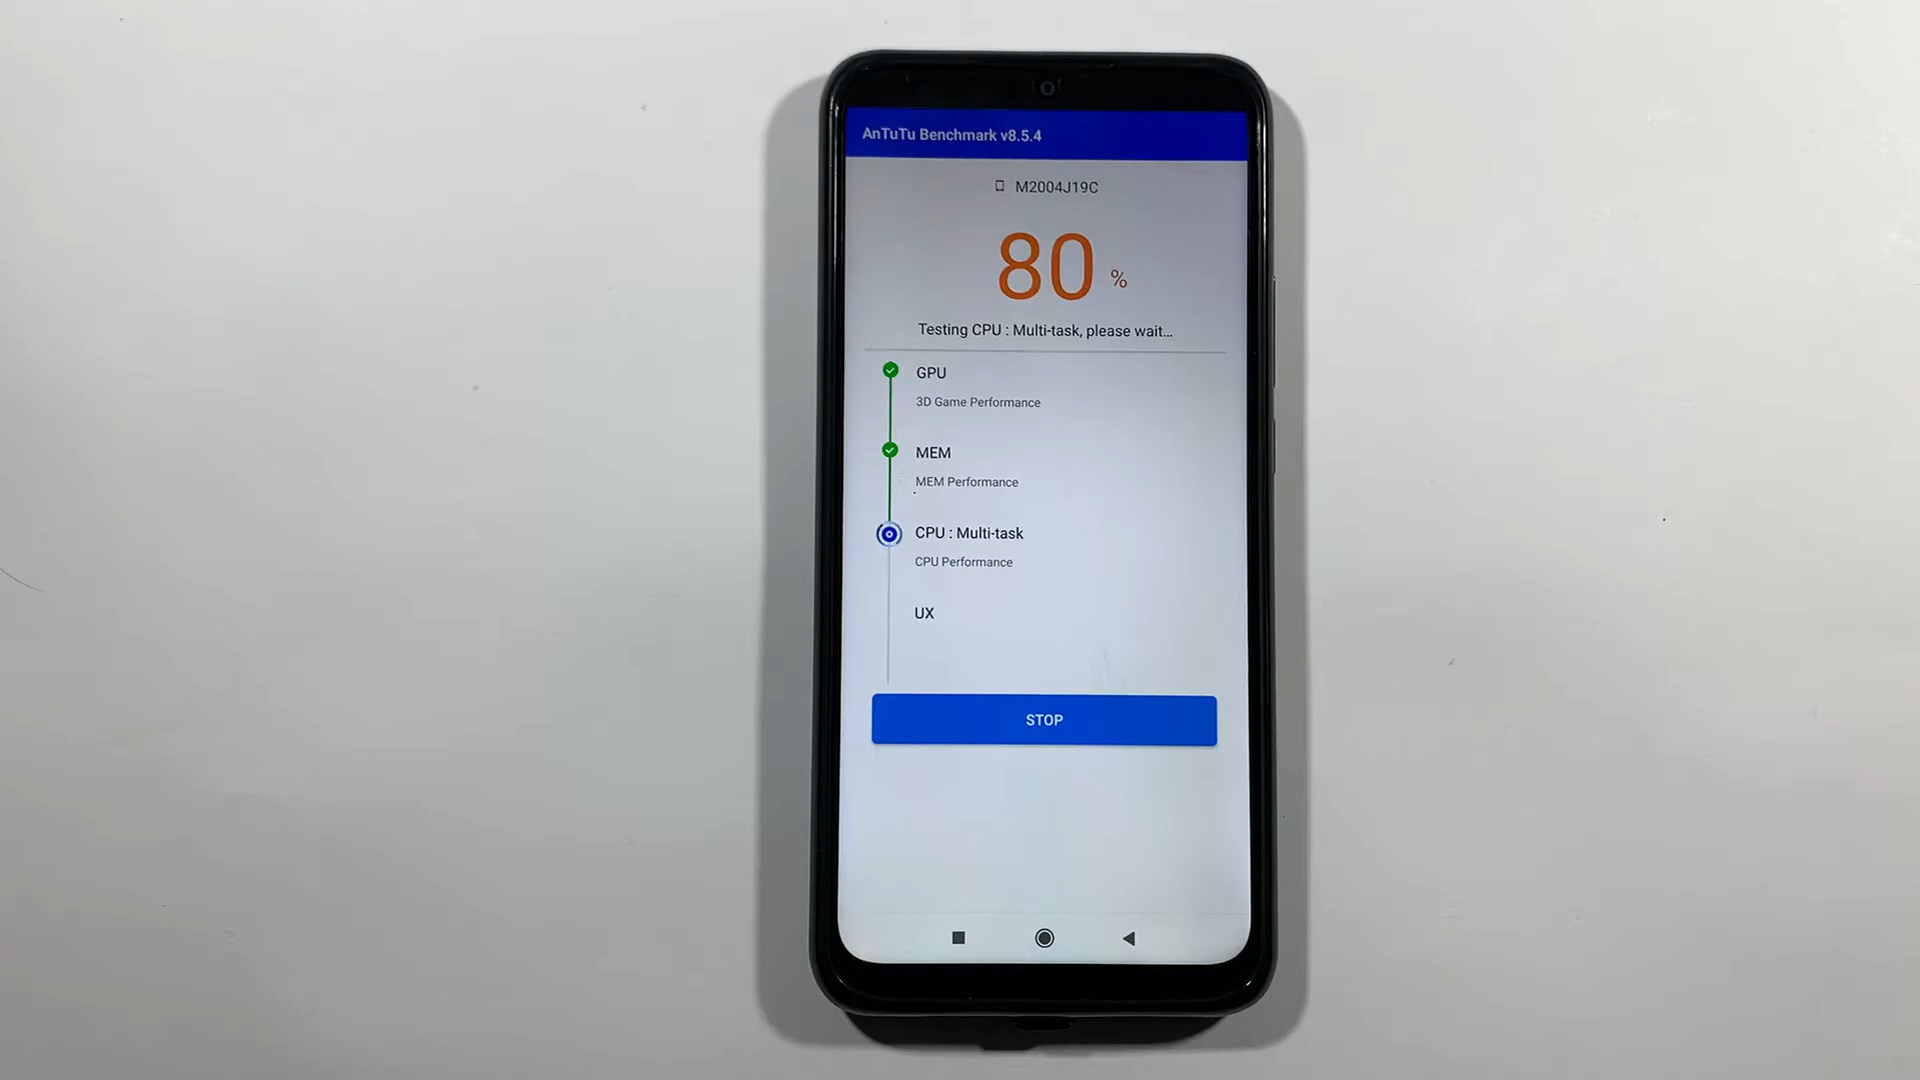 AnTuTu Benchmark v8.5.4
M2004J19C
80 %
Testing CPU : Multi-task, please wait...
GPU
3D Game Performance
MEM
MEM Performance
CPU : Multi-task
CPU Performance
UX
STOP